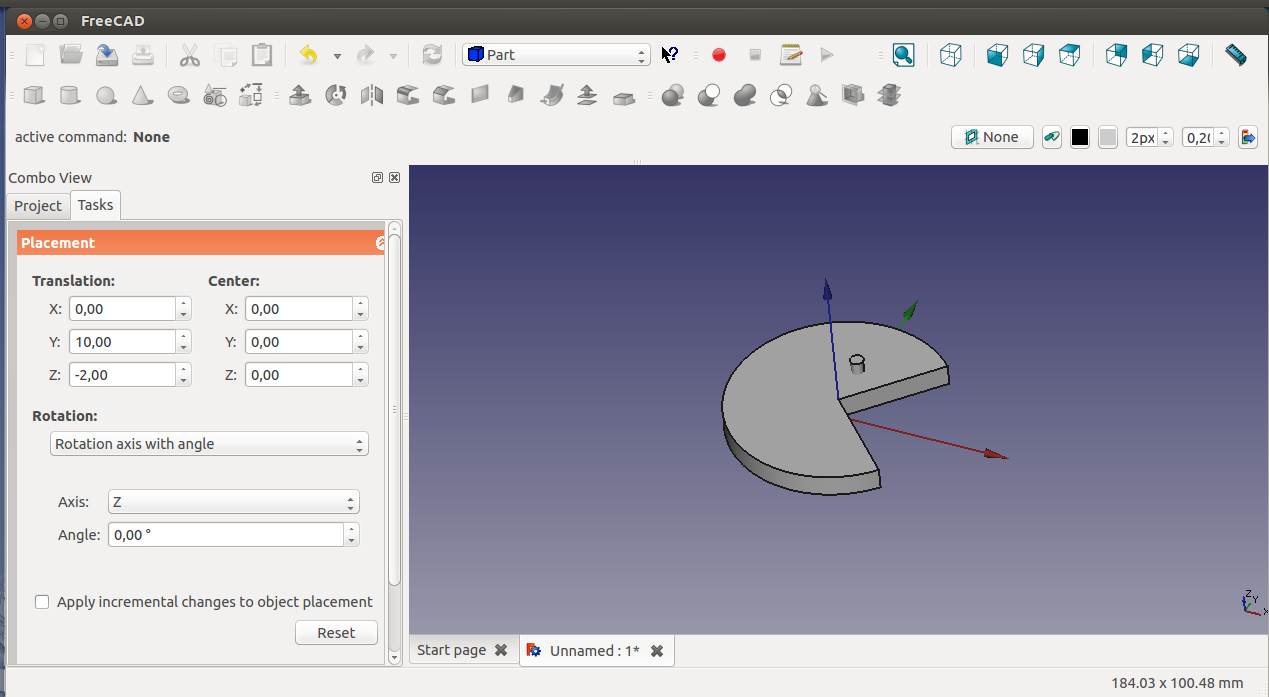 FreeCAD
Part
active command: None
None
2px
0,2(
Combo View
Project
Tasks
Placement
Translation:
Center:
X: 0,00
X: 0,00
Y: 10,00
Y: 0,00
Z: -2,00
Z: 0,00
Rotation:
Rotation axis with angle
Axis: Z
Angle: 0,00 °
Apply incremental changes to object placement
Reset
Z
Y
X
Start page
Unnamed : 1*
184.03 x 100.48 mm